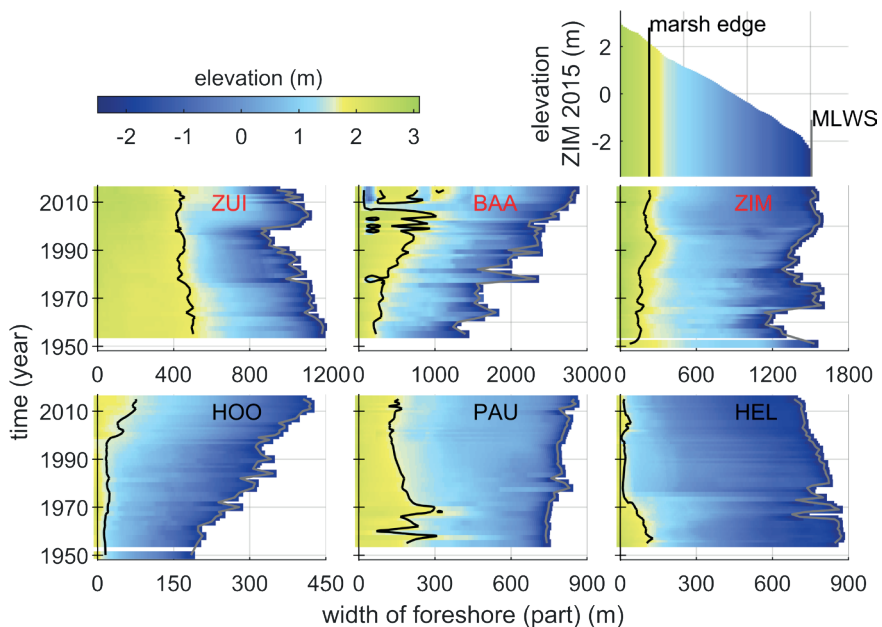 marsh edge
elevation (m)
-2 -1 0 1 2 3
elevation
ZIM 2015 (m)
2
0
-2
MLWS
time (year)
2010
1990
1970
1950
ZUI
0 400 800 1200
BAA
0 1000 2000 3000
ZIM
0 600 1200 1800
2010
1990
1970
1950
HOO
0 150 300 450
PAU
0 300 600 900
HEL
0 300 600 900
width of foreshore (part) (m)